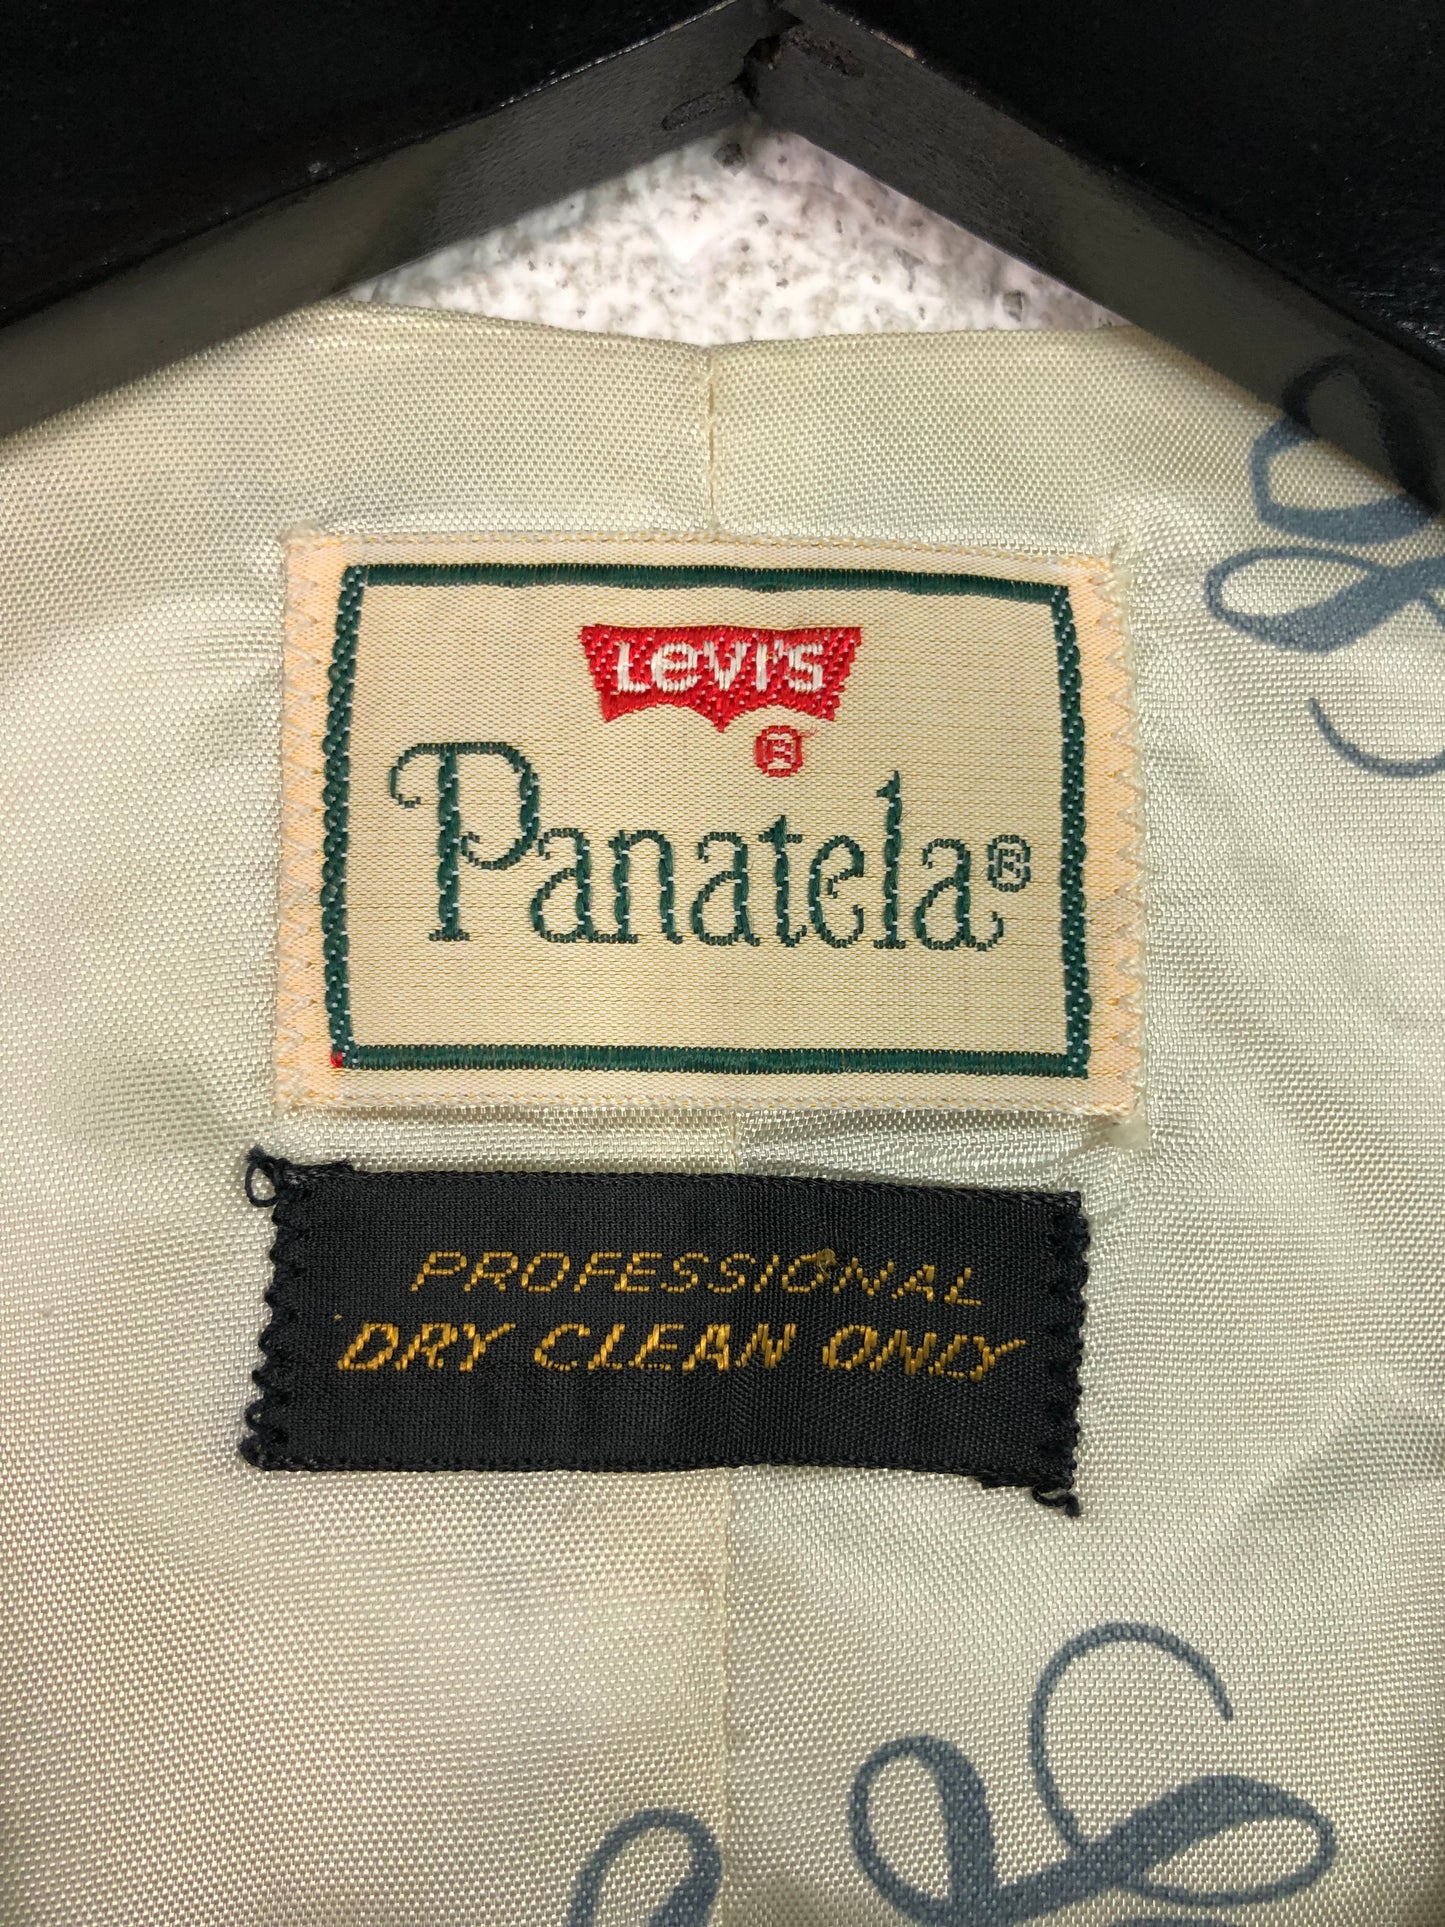 Levi's
®
Panatela®
PROFESSIONAL
DRY CLEAN ONLY